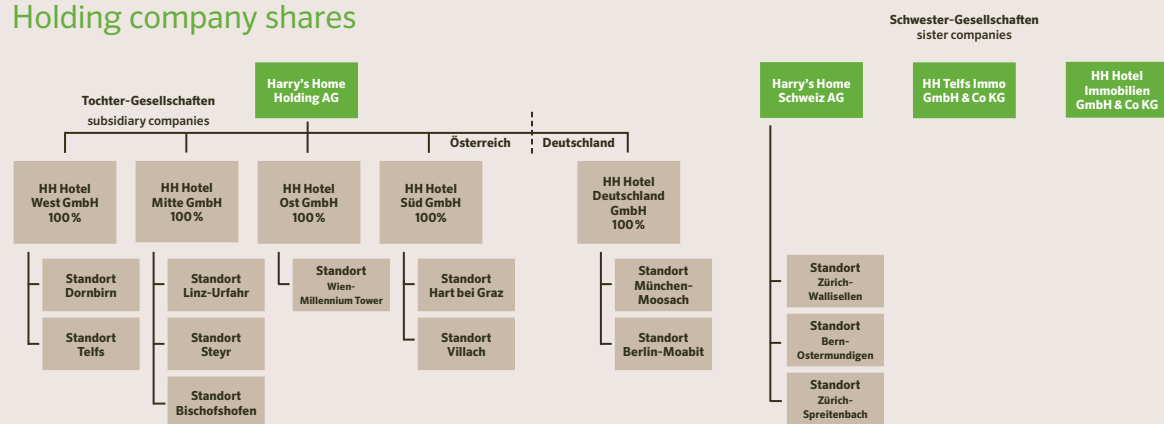 Holding company shares
Schwester-Gesellschaften
sister companies
Harry's Home
Holding AG
Harry's Home
Schweiz AG
HH Telfs Immo
GmbH & Co KG
HH Hotel
Immobilien
GmbH & Co KG
Tochter-Gesellschaften
subsidiary companies
Österreich
Deutschland
HH Hotel
West GmbH
100 %
HH Hotel
Mitte GmbH
100 %
HH Hotel
Ost GmbH
100 %
HH Hotel
Süd GmbH
100%
HH Hotel
Deutschland
GmbH
100 %
Standort
Dornbirn
Standort
Telfs
Standort
Linz-Urfahr
Standort
Steyr
Standort
Bischofshofen
Standort
Wien-
Millennium Tower
Standort
Hart bei Graz
Standort
Villach
Standort
München-
Moosach
Standort
Berlin-Moabit
Standort
Zürich-
Wallisellen
Standort
Bern-
Ostermundigen
Standort
Zürich-
Spreitenbach